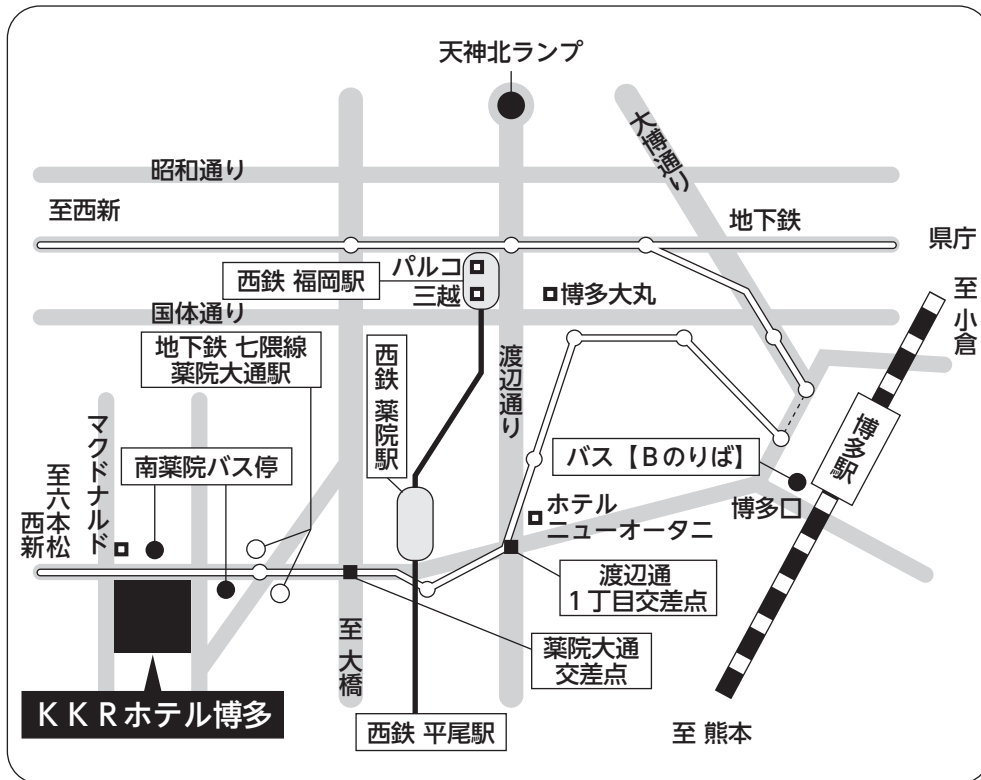 天神北ランプ
大博通り
昭和通り
至西新
地下鉄
県庁
至 小倉
西鉄 福岡駅
パルコ
三越
博多大丸
国体通り
地下鉄 七隈線
薬院大通駅
西鉄 薬院駅
渡辺通り
マクドナルド
至六本松
西新
南薬院バス停
バス【Bのりば】
博多駅
博多口
ホテル
ニューオータニ
渡辺通
1丁目交差点
薬院大通
交差点
至 大橋
KKRホテル博多
西鉄 平尾駅
至 熊本